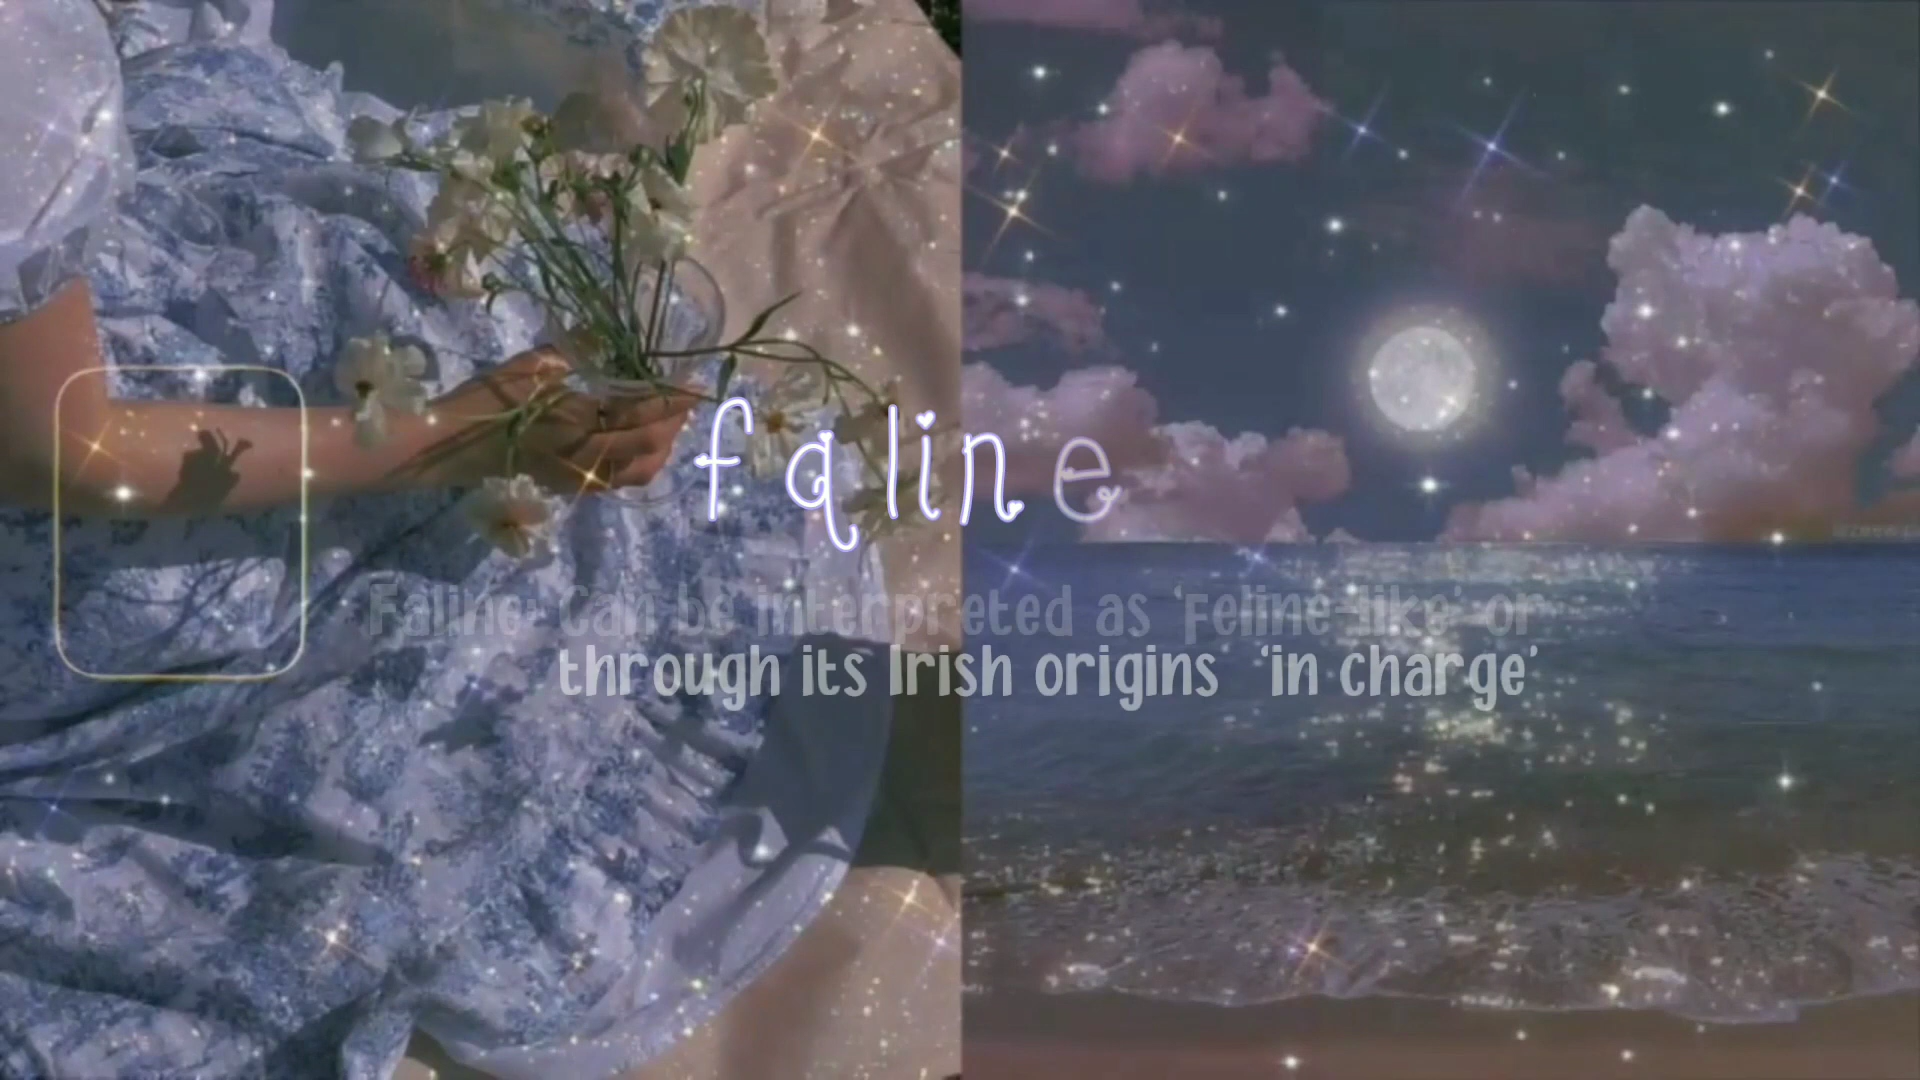 faline
Faline: Can be interpreted as ‘Feline-like’ or
through its Irish origins ‘in charge’